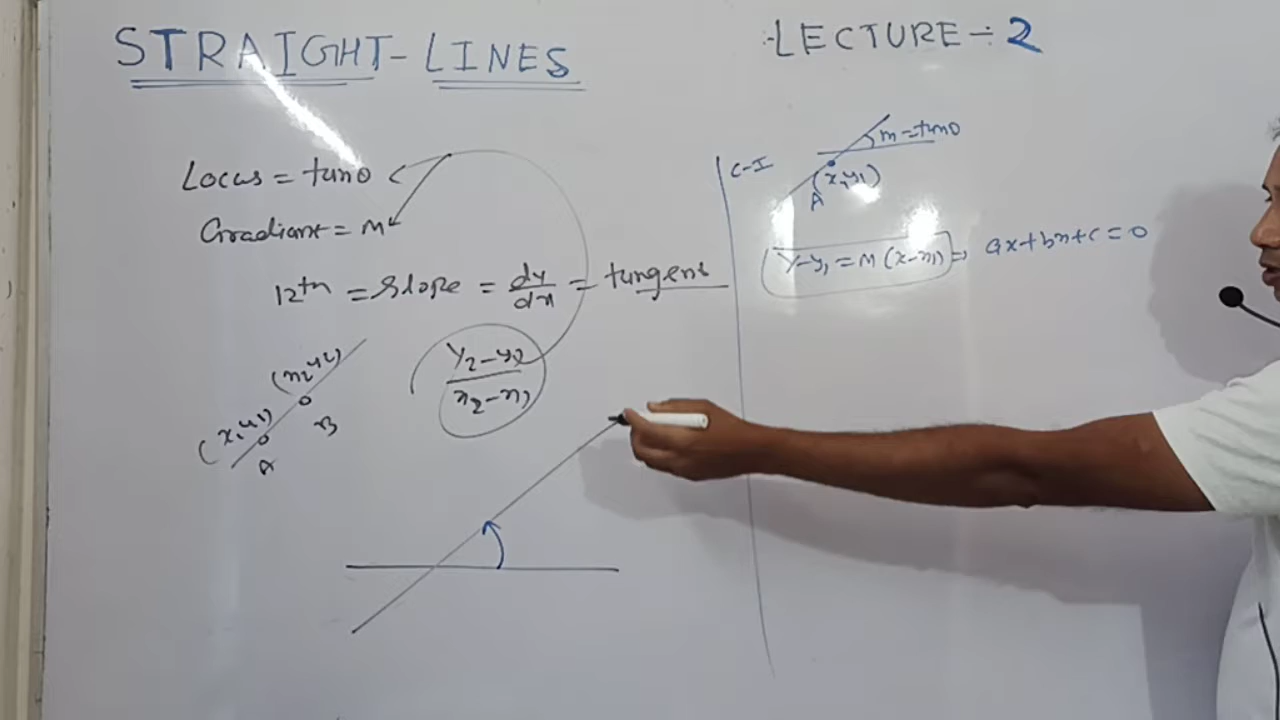 STRAIGHT-LINES
LECTURE-2
Locus = tanθ
Gradiant = M
12th = Slope = dy/dx = tangent
(x1,y1)
A
(x2,y2)
B
y2-y1/x2-x1
C-I
m=tanθ
(x1,y1)
A
y-y1=M(x-x1) ⇒ ax+bx+c=0